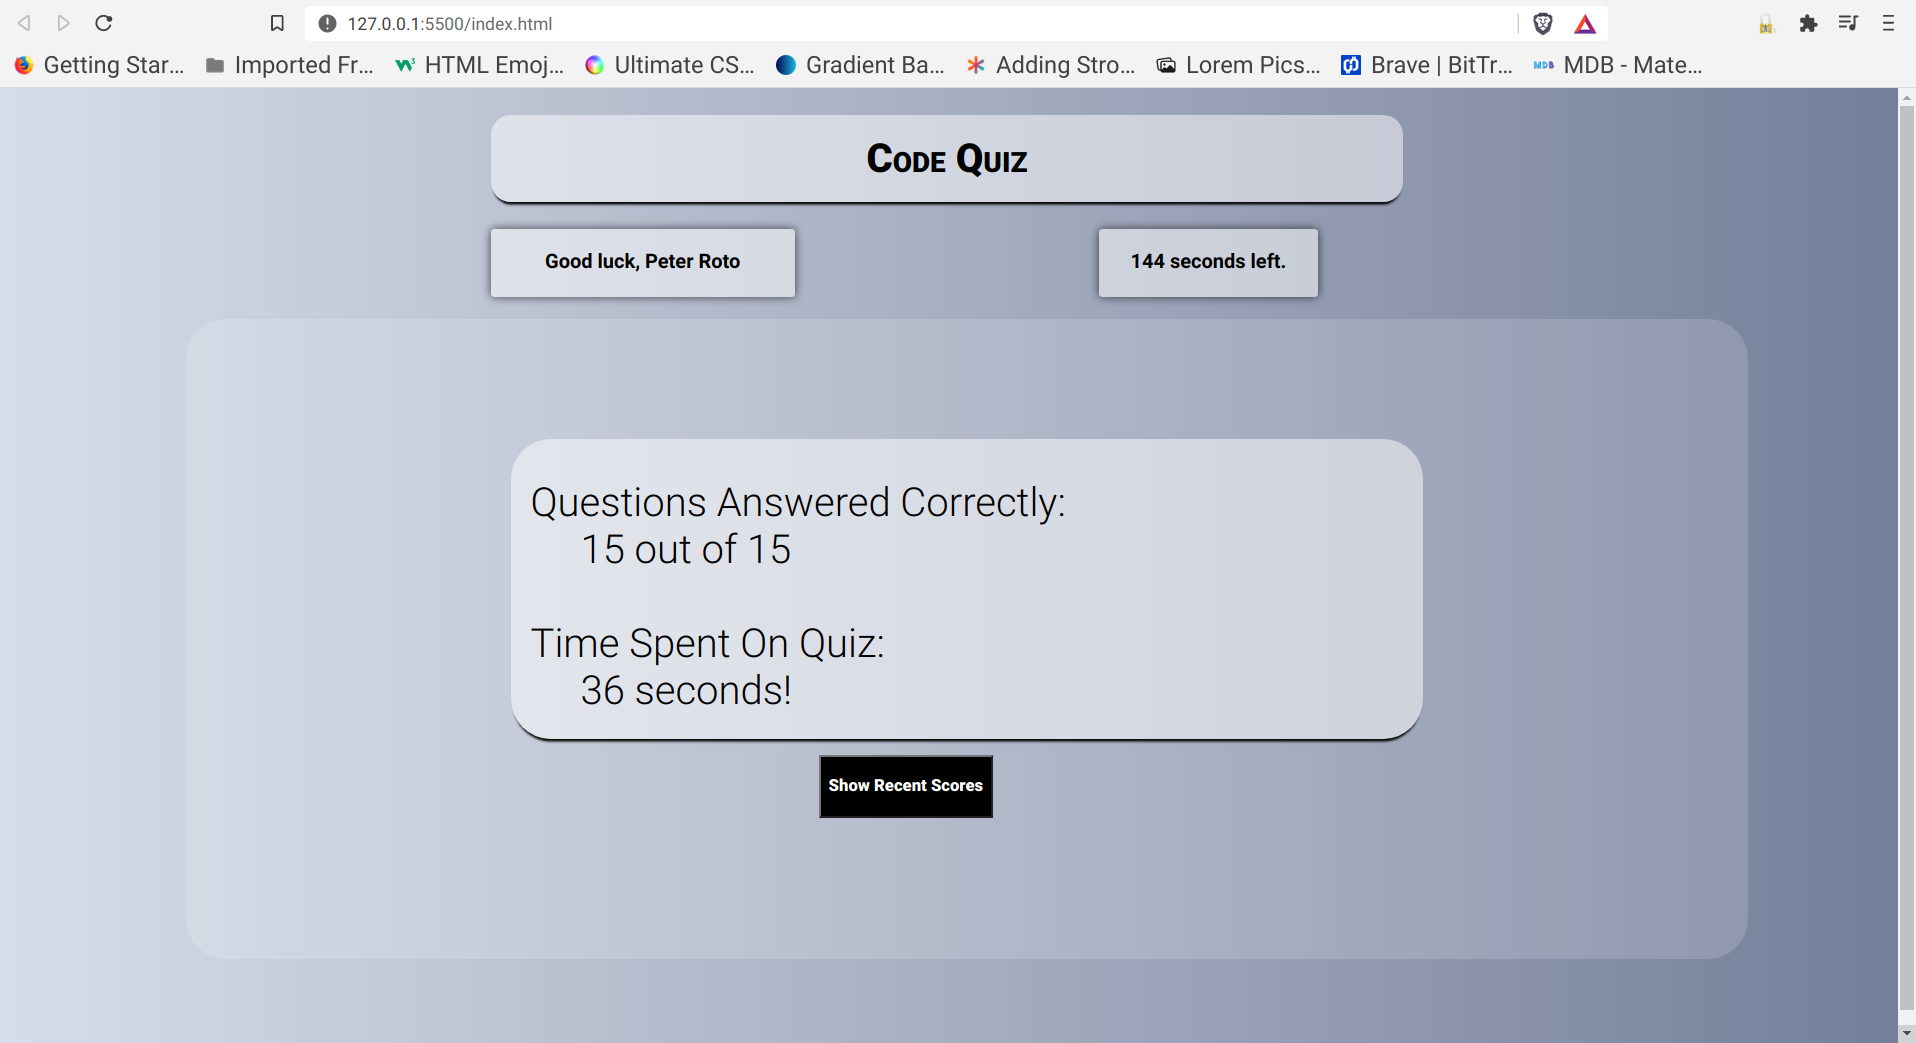 127.0.0.1:5500/index.html
Getting Star... Imported Fr... HTML Emoj... Ultimate CS... Gradient Ba... Adding Stro... Lorem Pics... Brave | BitTr... MDB - Mate...
Code Quiz
Good luck, Peter Roto
144 seconds left.
Questions Answered Correctly:
15 out of 15
Time Spent On Quiz:
36 seconds!
Show Recent Scores